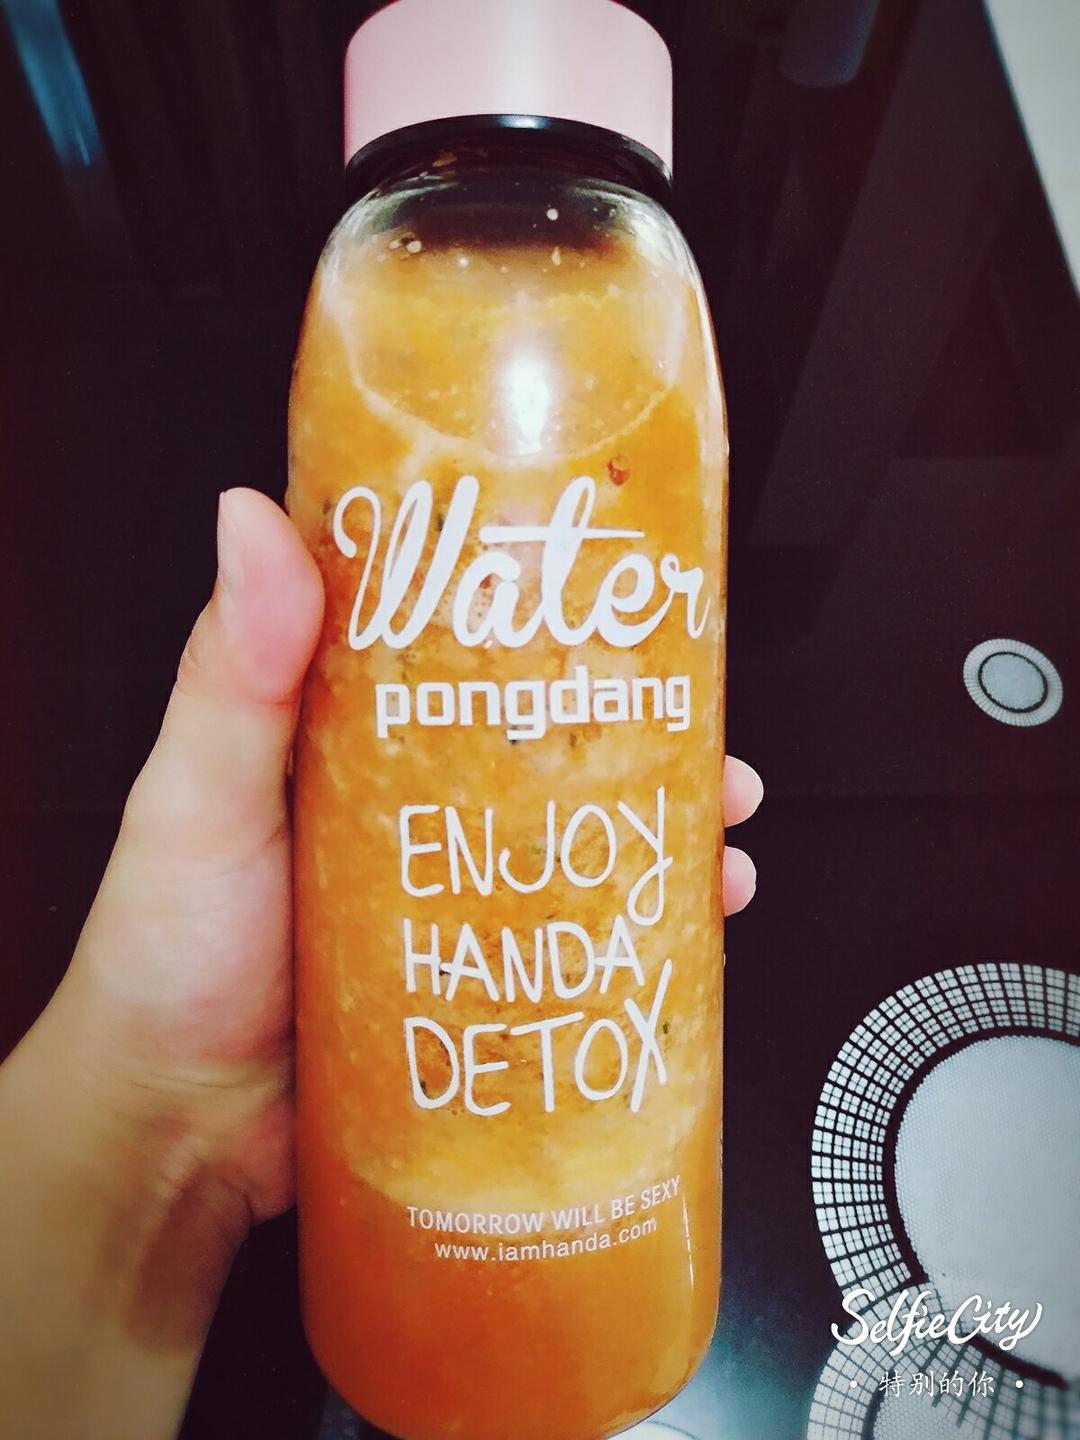 Water
pongdang
ENJOY
HANDA
DETOX
TOMORROW WILL BE SEXY
www.iamhanda.com
SelfieCity
• 特别的你 •